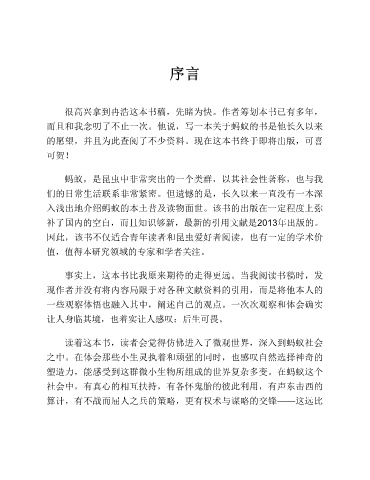 序言
很高兴拿到冉浩这本书稿，先睹为快。作者筹划本书已有多年，
而且和我念叨了不止一次。他说，写一本关于蚂蚁的书是他长久以来
的愿望，并且为此查阅了不少资料。现在这本书终于即将出版，可喜
可贺！
蚂蚁，是昆虫中非常突出的一个类群，以其社会性著称，也与我
们的日常生活联系非常紧密。但遗憾的是，长久以来一直没有一本深
入浅出地介绍蚂蚁的本土普及读物面世。该书的出版在一定程度上弥
补了国内的空白，而且知识够新，最新的引用文献是2013年出版的。
因此，该书不仅适合青年读者和昆虫爱好者阅读，也有一定的学术价
值，值得本研究领域的专家和学者关注。
事实上，这本书比我原来期待的走得更远。当我阅读书稿时，发
现作者并没有将内容局限于对各种文献资料的引用，而是将他本人的
一些观察体悟也融入其中，阐述自己的观点。一次次观察和体会确实
让人身临其境，也着实让人感叹：后生可畏。
读着这本书，读者会觉得仿佛进入了微观世界，深入到蚂蚁社会
之中。在体会那些小生灵执着和顽强的同时，也感叹自然选择神奇的
塑造力，能感受到这群微小生物所组成的世界复杂多变。在蚂蚁这个
社会中，有真心的相互扶持，有各怀鬼胎的彼此利用，有声东击西的
算计，有不战而屈人之兵的策略，更有权术与谋略的交锋——这远比